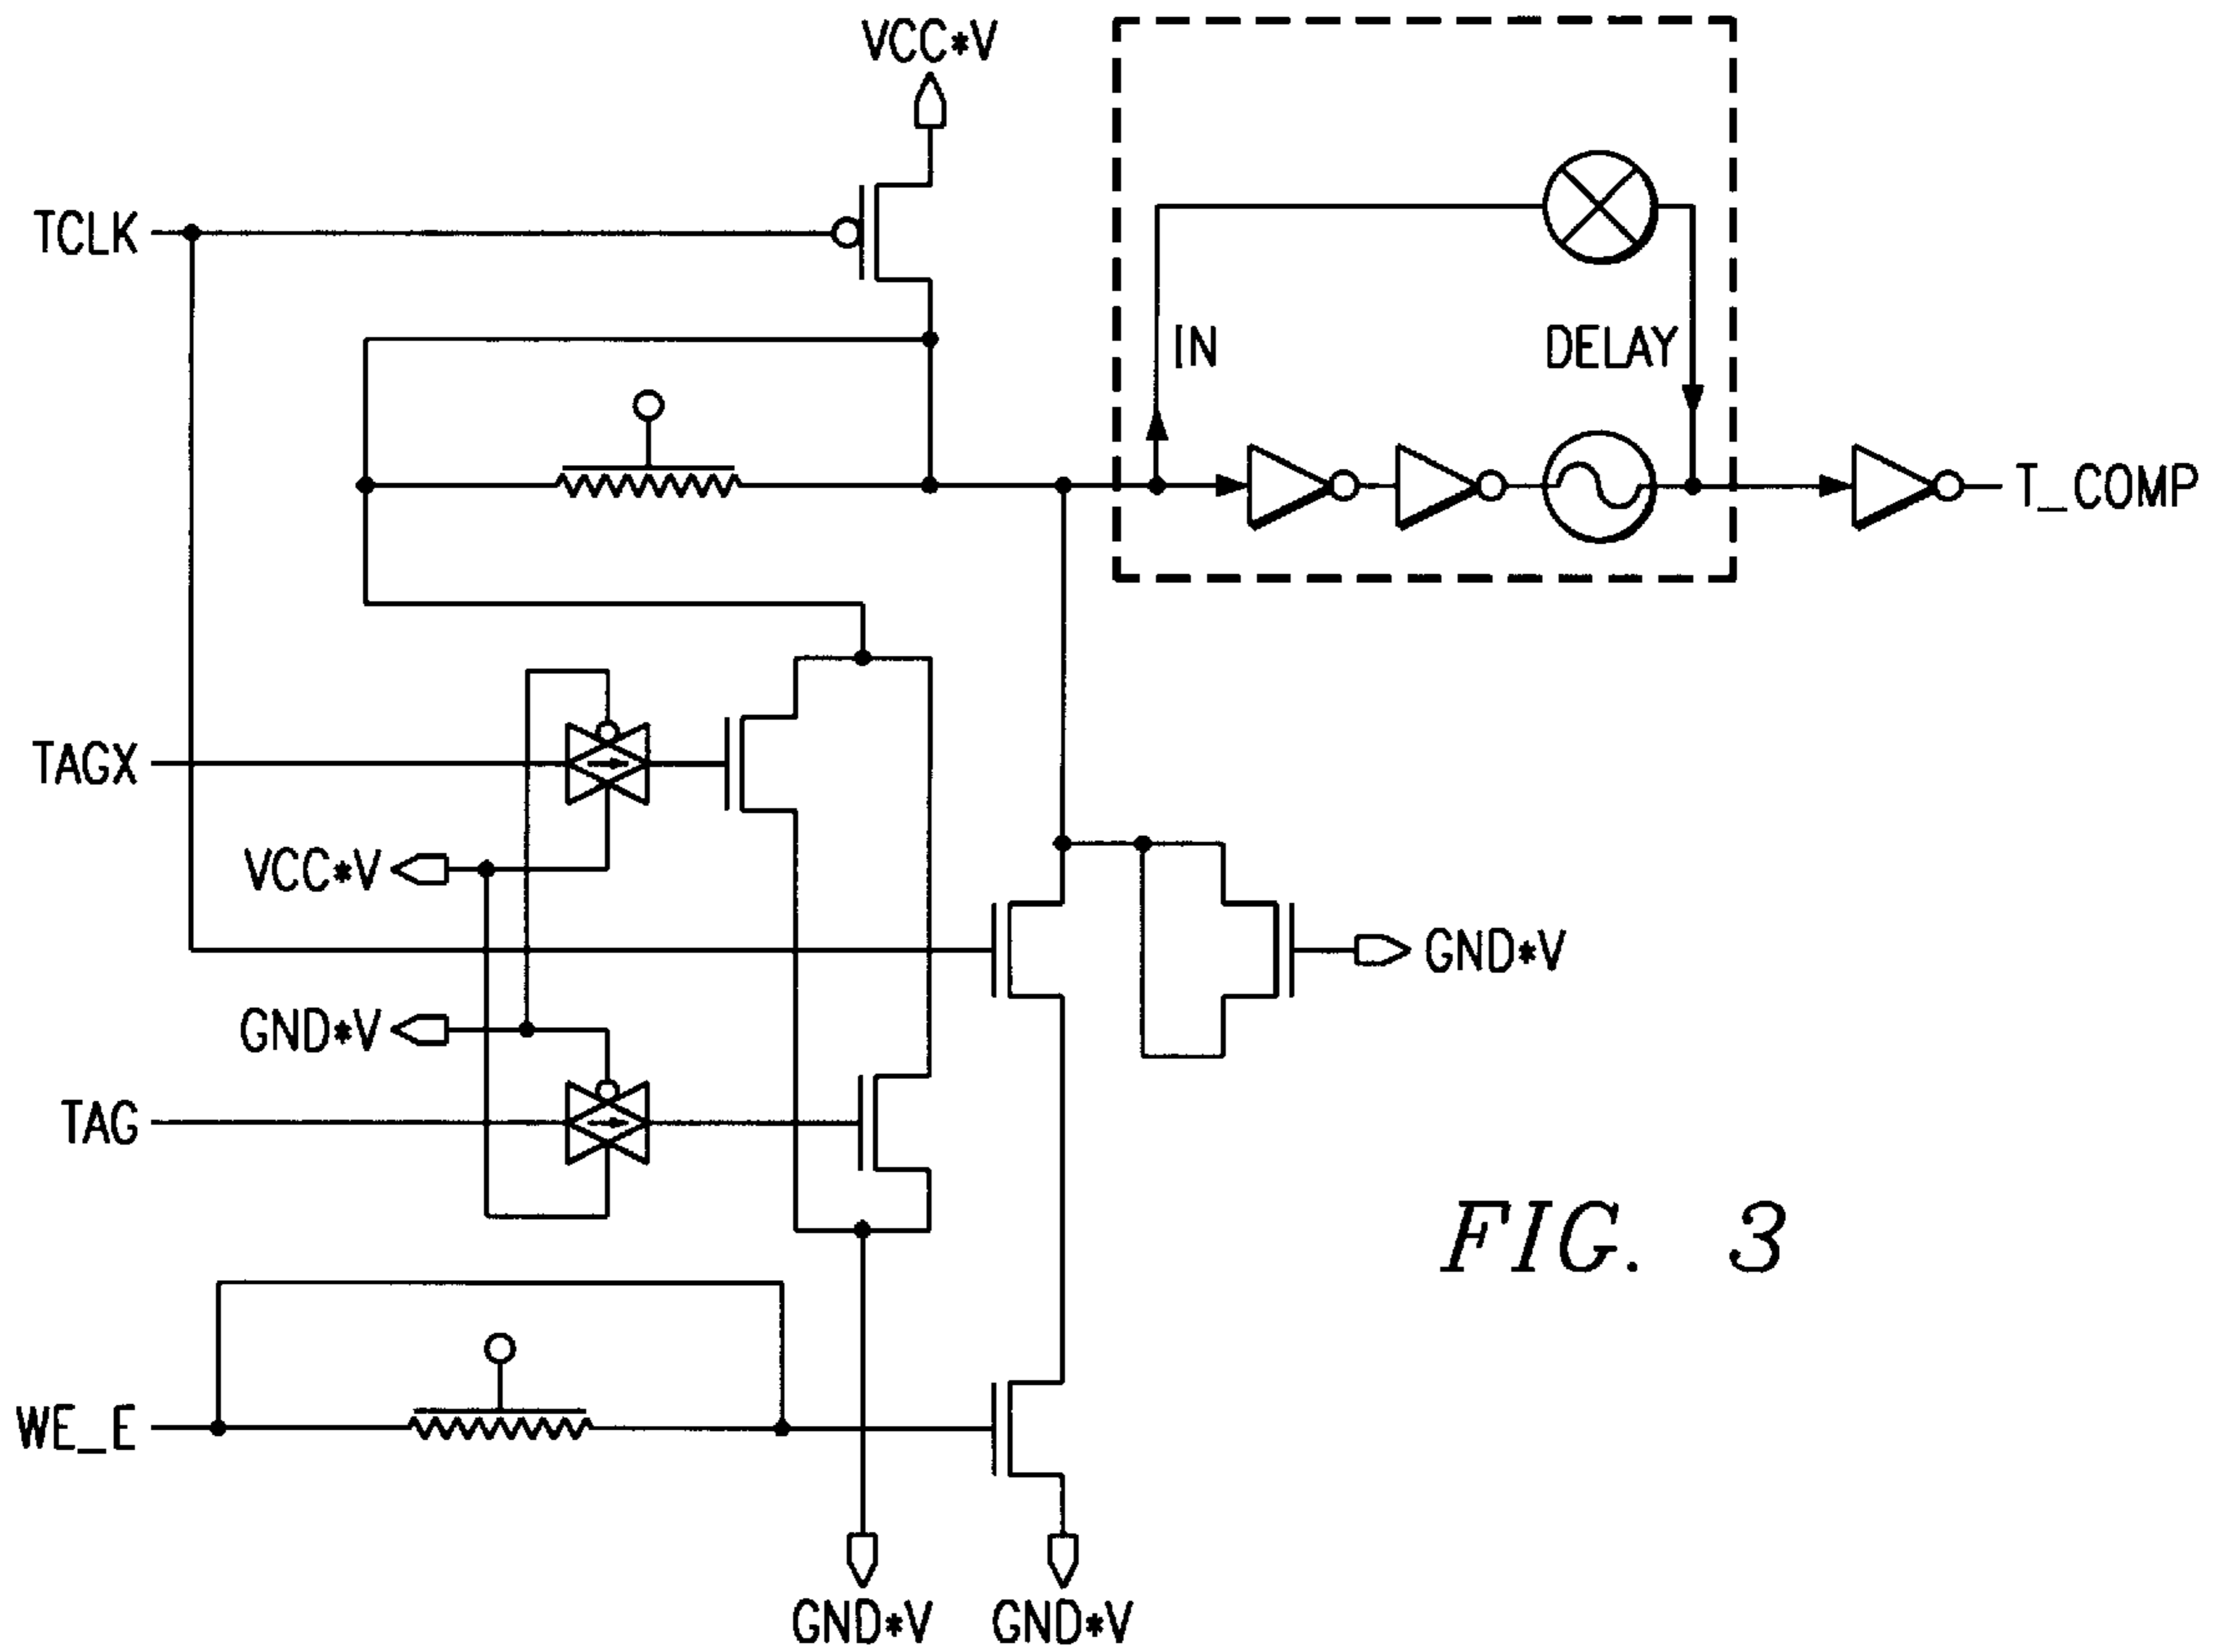 VCC*V
TCLK
IN
DELAY
T_COMP
TAGX
VCC*V
GND*V
GND*V
TAG
FIG. 3
WE_E
GND*V
GND*V